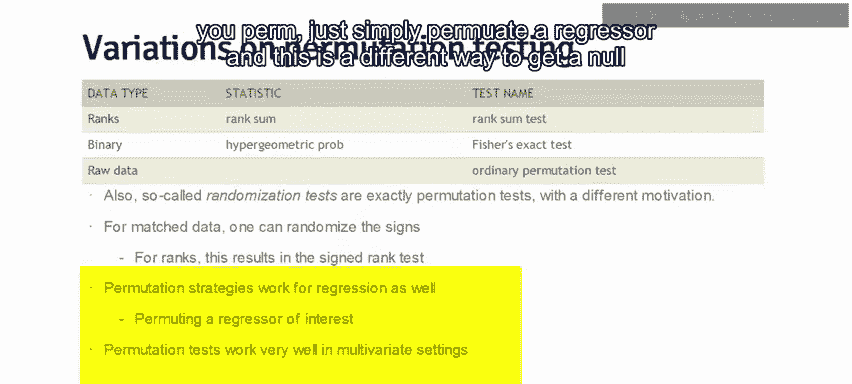 you perm, just simply permuate a regressor
Variations on permutation testing
and this is a different way to get a null
DATA TYPE STATISTIC TEST NAME
Ranks rank sum rank sum test
Binary hypergeometric prob Fisher's exact test
Raw data ordinary permutation test
· Also, so-called randomization tests are exactly permutation tests, with a different motivation.
· For matched data, one can randomize the signs
- For ranks, this results in the signed rank test
· Permutation strategies work for regression as well
- Permuting a regressor of interest
· Permutation tests work very well in multivariate settings